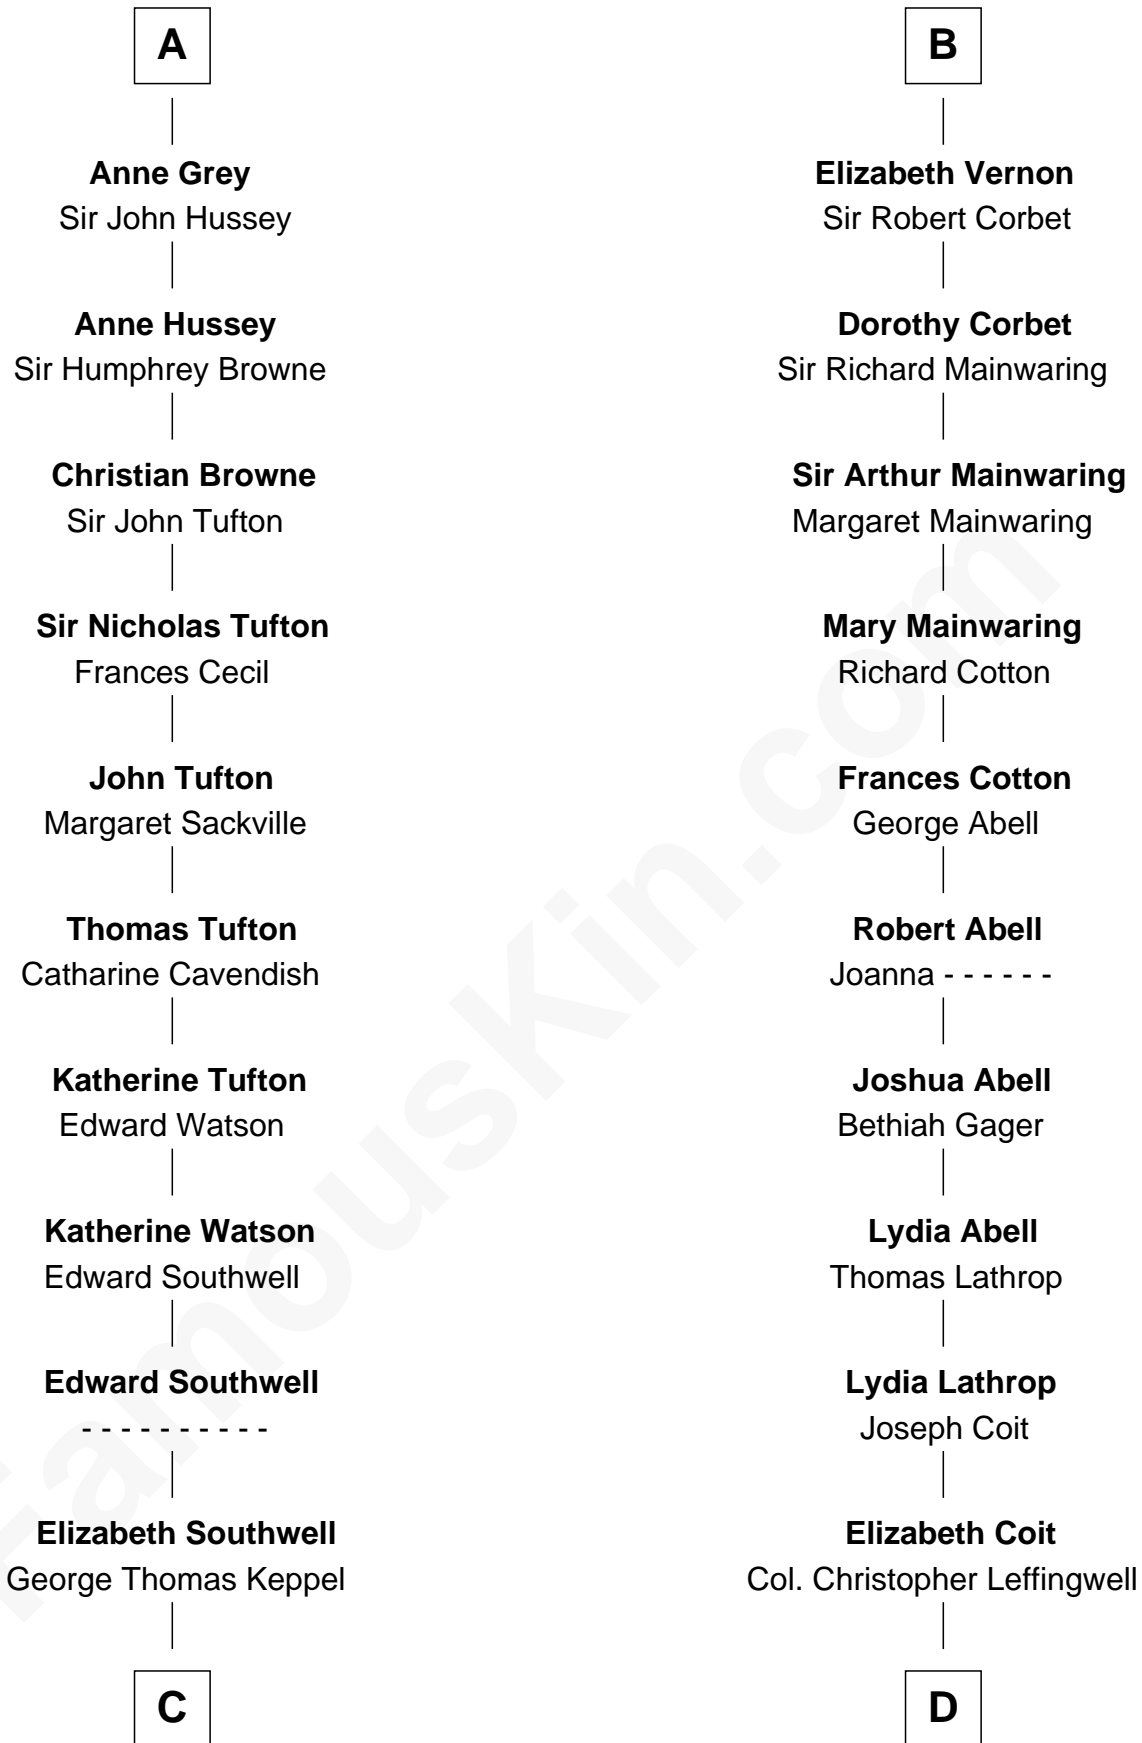 A
Anne Grey
Sir John Hussey
Anne Hussey
Sir Humphrey Browne
Christian Browne
Sir John Tufton
Sir Nicholas Tufton
Frances Cecil
John Tufton
Margaret Sackville
Thomas Tufton
Catharine Cavendish
Katherine Tufton
Edward Watson
Katherine Watson
Edward Southwell
Edward Southwell
- - - - - - - - - -
Elizabeth Southwell
George Thomas Keppel
C
B
Elizabeth Vernon
Sir Robert Corbet
Dorothy Corbet
Sir Richard Mainwaring
Sir Arthur Mainwaring
Margaret Mainwaring
Mary Mainwaring
Richard Cotton
Frances Cotton
George Abell
Robert Abell
Joanna - - - - - -
Joshua Abell
Bethiah Gager
Lydia Abell
Thomas Lathrop
Lydia Lathrop
Joseph Coit
Elizabeth Coit
Col. Christopher Leffingwell
D
FamousKin.com